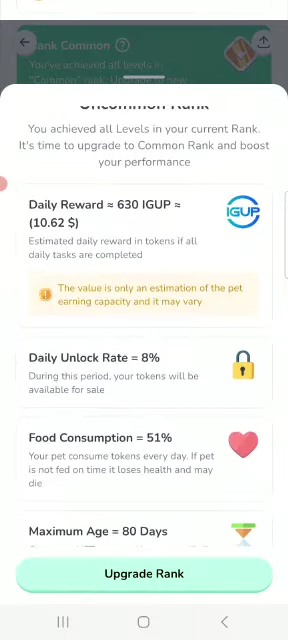 Rank Common ?
You've achieved all levels in
"Common" rank. Upgrade to new
Uncommon Rank
You achieved all Levels in your current Rank.
It's time to upgrade to Common Rank and boost
your performance
Daily Reward ≈ 630 IGUP ≈
(10.62 $)
IGUP
Estimated daily reward in tokens if all
daily tasks are completed
The value is only an estimation of the pet
earning capacity and it may vary
Daily Unlock Rate = 8%
During this period, your tokens will be
available for sale
Food Consumption = 51%
Your pet consume tokens every day. If pet
is not fed on time it loses health and may
die
Maximum Age = 80 Days
Upgrade Rank